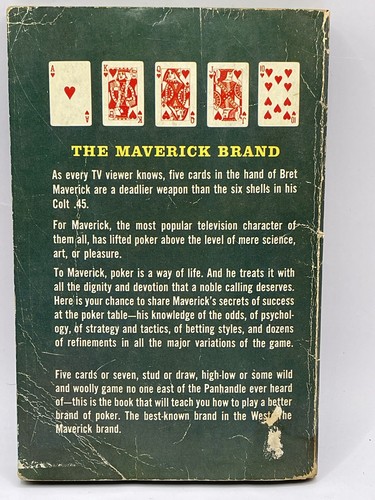 A K Q J 10
THE MAVERICK BRAND
As every TV viewer knows, five cards in the hand of Bret
Maverick are a deadlier weapon than the six shells in his
Colt .45.
For Maverick, the most popular television character of
them all, has lifted poker above the level of mere science,
art, or pleasure.
To Maverick, poker is a way of life. And he treats it with
all the dignity and devotion that a noble calling deserves.
Here is your chance to share Maverick's secrets of success
at the poker table—his knowledge of the odds, of psychol-
ogy, of strategy and tactics, of betting styles, and dozens
of refinements in all the major variations of the game.
Five cards or seven, stud or draw, high-low or some wild
and woolly game no one east of the Panhandle ever heard
of—this is the book that will teach you how to play a better
brand of poker. The best-known brand in the West. The
Maverick brand.